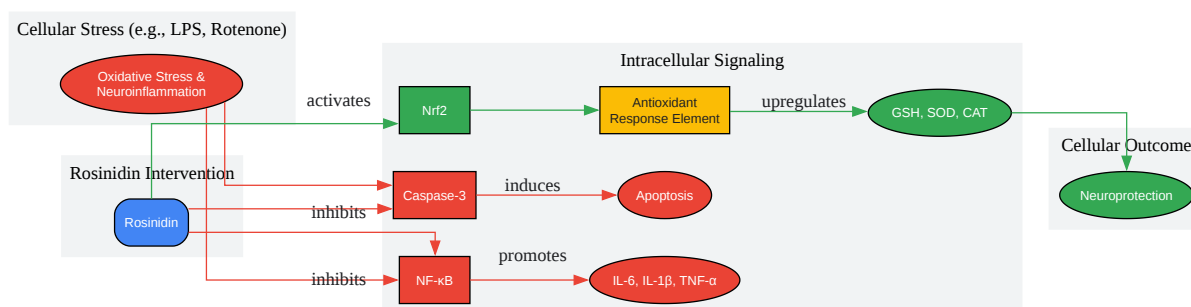 Cellular Stress (e.g., LPS, Rotenone)
Oxidative Stress &
Neuroinflammation
Intracellular Signaling
activates
Nrf2
Antioxidant
Response Element
upregulates
GSH, SOD, CAT
Cellular Outcome
Neuroprotection
Rosinidin Intervention
Rosinidin
inhibits
Caspase-3
induces
Apoptosis
inhibits
NF-κB
promotes
IL-6, IL-1β, TNF-α